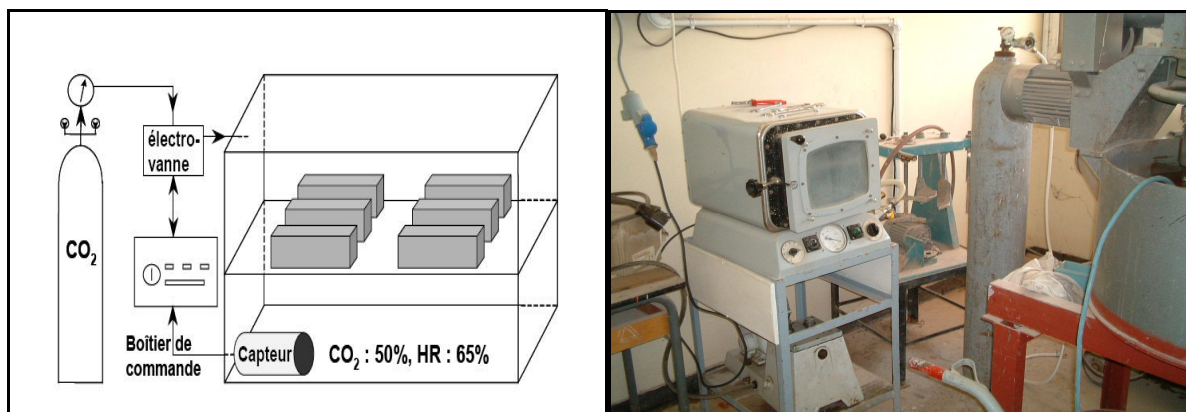 électro-
vanne
CO₂
Boîtier de
commande
Capteur
CO₂ : 50%, HR : 65%